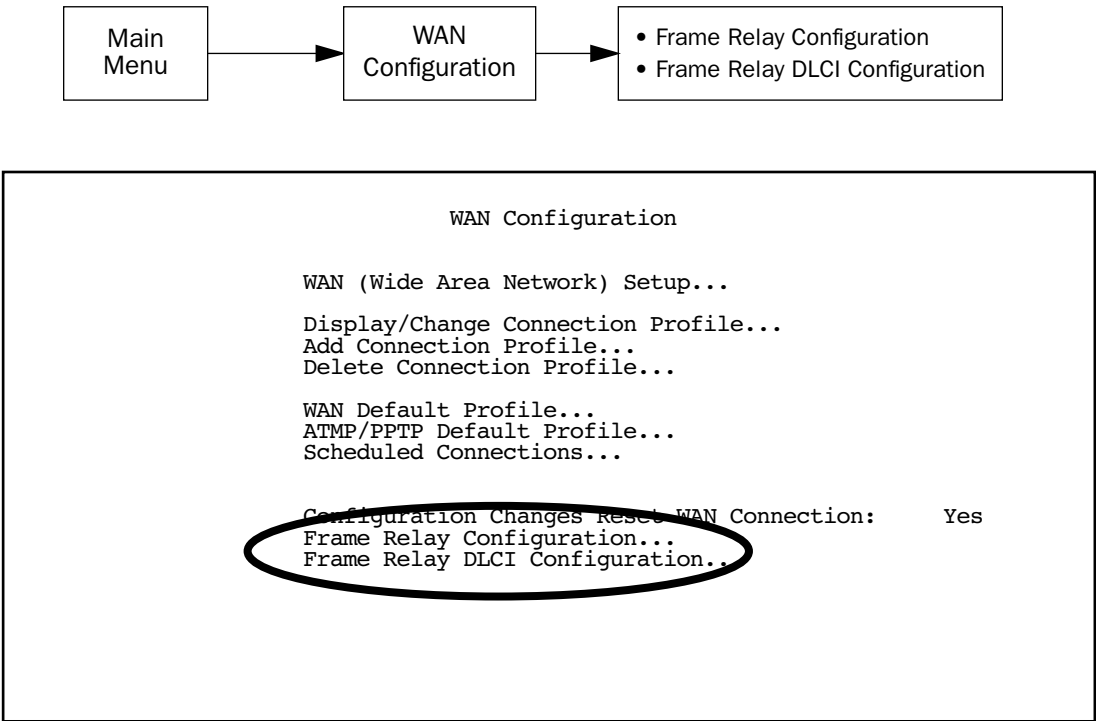 Main
Menu
WAN
Configuration
• Frame Relay Configuration
• Frame Relay DLCI Configuration
WAN Configuration
WAN (Wide Area Network) Setup...
Display/Change Connection Profile...
Add Connection Profile...
Delete Connection Profile...
WAN Default Profile...
ATMP/PPTP Default Profile...
Scheduled Connections...
Configuration Changes Reset WAN Connection: Yes
Frame Relay Configuration...
Frame Relay DLCI Configuration..